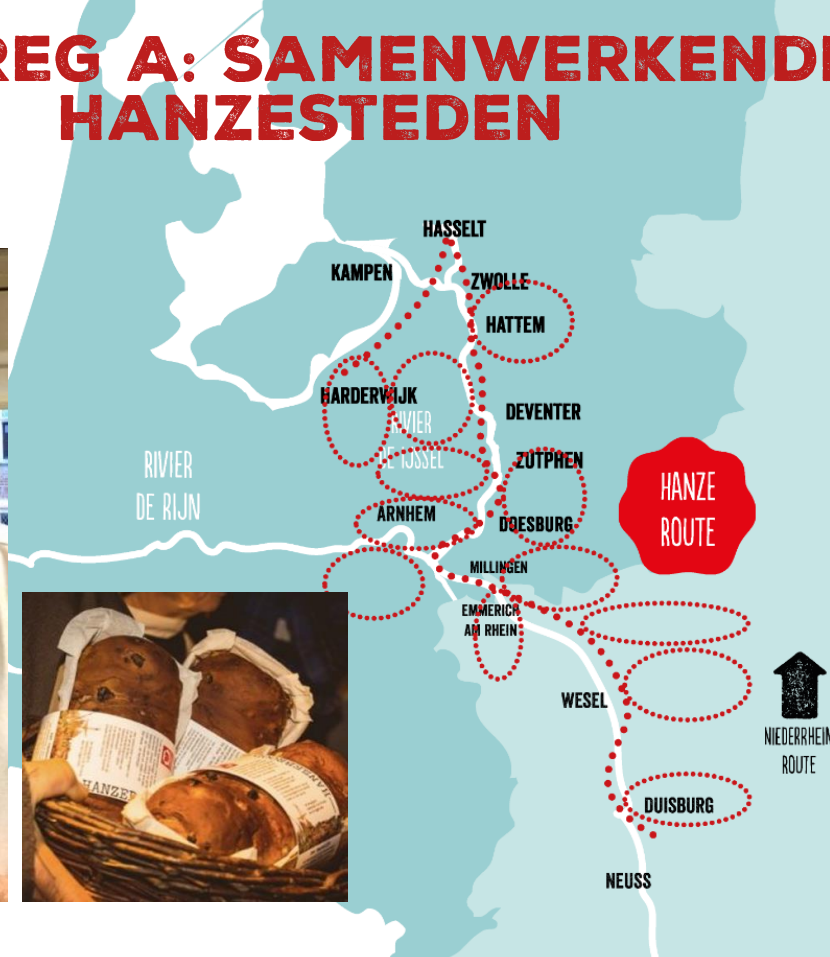 REG A: SAMENWERKENDE
HANZESTEDEN
HASSELT
KAMPEN
ZWOLLE
HATTEM
HARDERWIJK
DEVENTER
RIVIER
DE IJSSEL
ZUTPHEN
RIVIER
DE RIJN
HANZE
ROUTE
ARNHEM
DOESBURG
MILLINGEN
EMMERICH
AM RHEIN
WESEL
NIEDERRHEIN
ROUTE
HANZE
DUISBURG
NEUSS